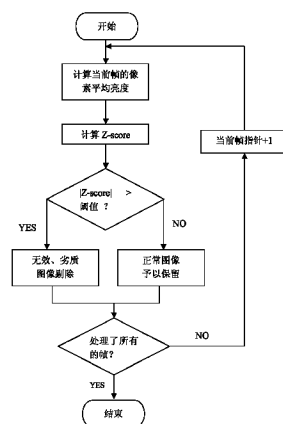 开始
计算当前帧的像
素平均亮度
计算 Z-score
当前帧指针+1
|Z-score| >
阈值 ？
YES
NO
无效、劣质
图像剔除
正常图像
予以保留
处理了所有
的帧？
NO
YES
结束